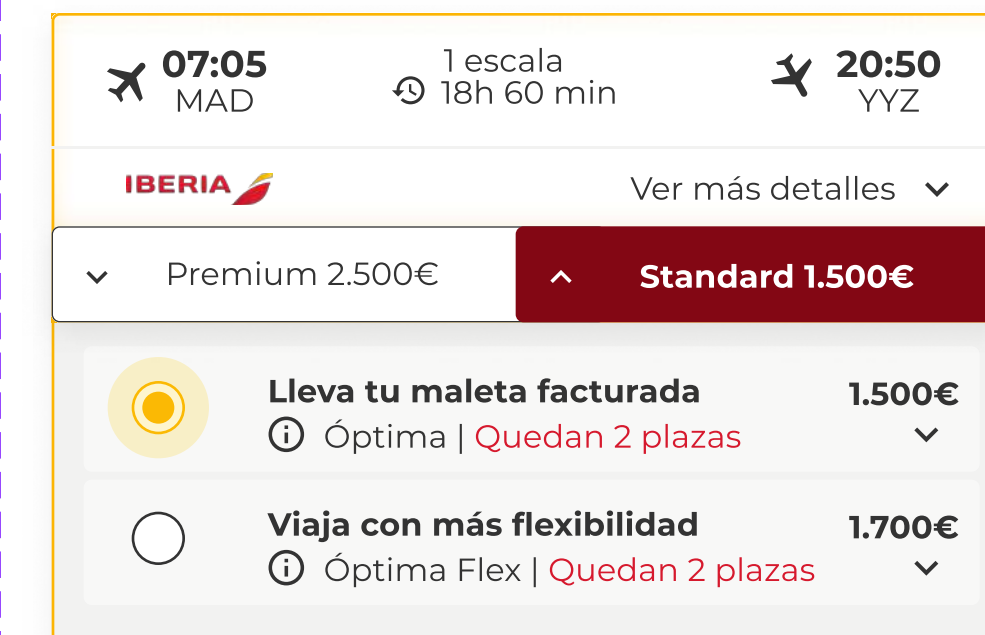 07:05
MAD
1 escala
18h 60 min
20:50
YYZ
IBERIA
Ver más detalles
Premium 2.500€
Standard 1.500€
Lleva tu maleta facturada
1.500€
Óptima | Quedan 2 plazas
Viaja con más flexibilidad
1.700€
Óptima Flex | Quedan 2 plazas